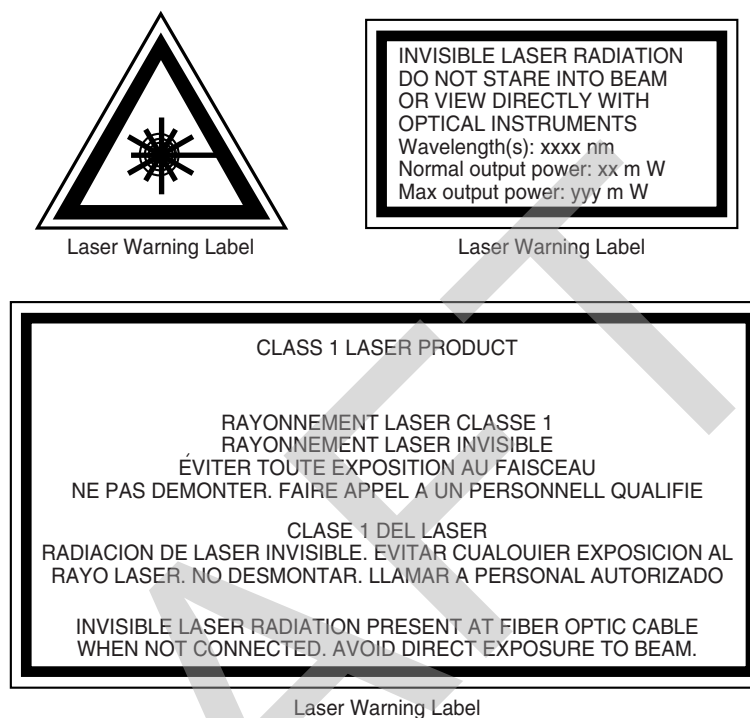 INVISIBLE LASER RADIATION
DO NOT STARE INTO BEAM
OR VIEW DIRECTLY WITH
OPTICAL INSTRUMENTS
Wavelength(s): xxxx nm
Normal output power: xx m W
Max output power: yyy m W
Laser Warning Label
Laser Warning Label
CLASS 1 LASER PRODUCT
RAYONNEMENT LASER CLASSE 1
RAYONNEMENT LASER INVISIBLE
ÉVITER TOUTE EXPOSITION AU FAISCEAU
NE PAS DEMONTER. FAIRE APPEL A UN PERSONNELL QUALIFIE
CLASE 1 DEL LASER
RADIACION DE LASER INVISIBLE. EVITAR CUALOUIER EXPOSICION AL
RAYO LASER. NO DESMONTAR. LLAMAR A PERSONAL AUTORIZADO
INVISIBLE LASER RADIATION PRESENT AT FIBER OPTIC CABLE
WHEN NOT CONNECTED. AVOID DIRECT EXPOSURE TO BEAM.
Laser Warning Label
AFT